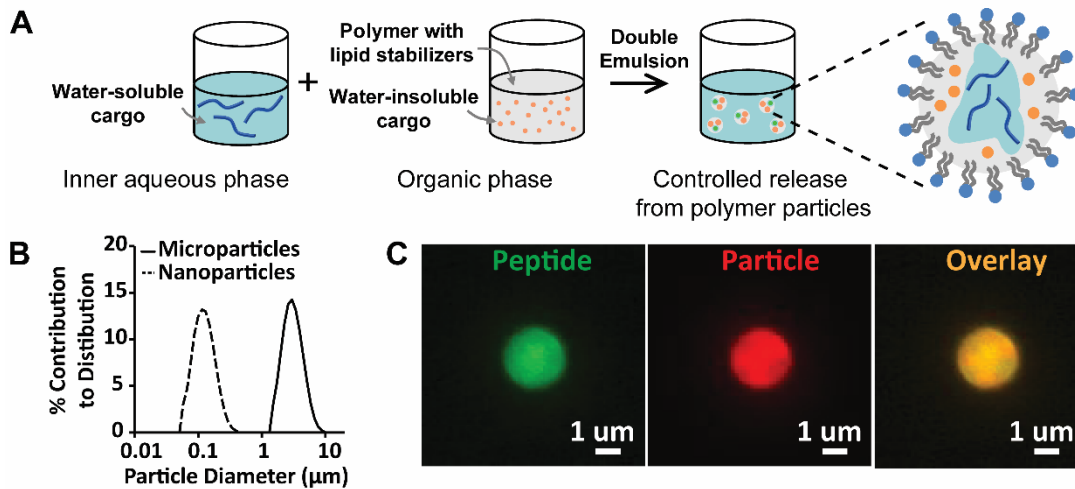 A
Water-soluble
cargo
Inner aqueous phase
+
Polymer with
lipid stabilizers
Water-insoluble
cargo
Organic phase
Double
Emulsion
Controlled release
from polymer particles
B
% Contribution
to Distibution
20
15
10
5
0
Microparticles
Nanoparticles
0.01
0.1
1
10
Particle Diameter (µm)
C
Peptide
1 um
Particle
1 um
Overlay
1 um